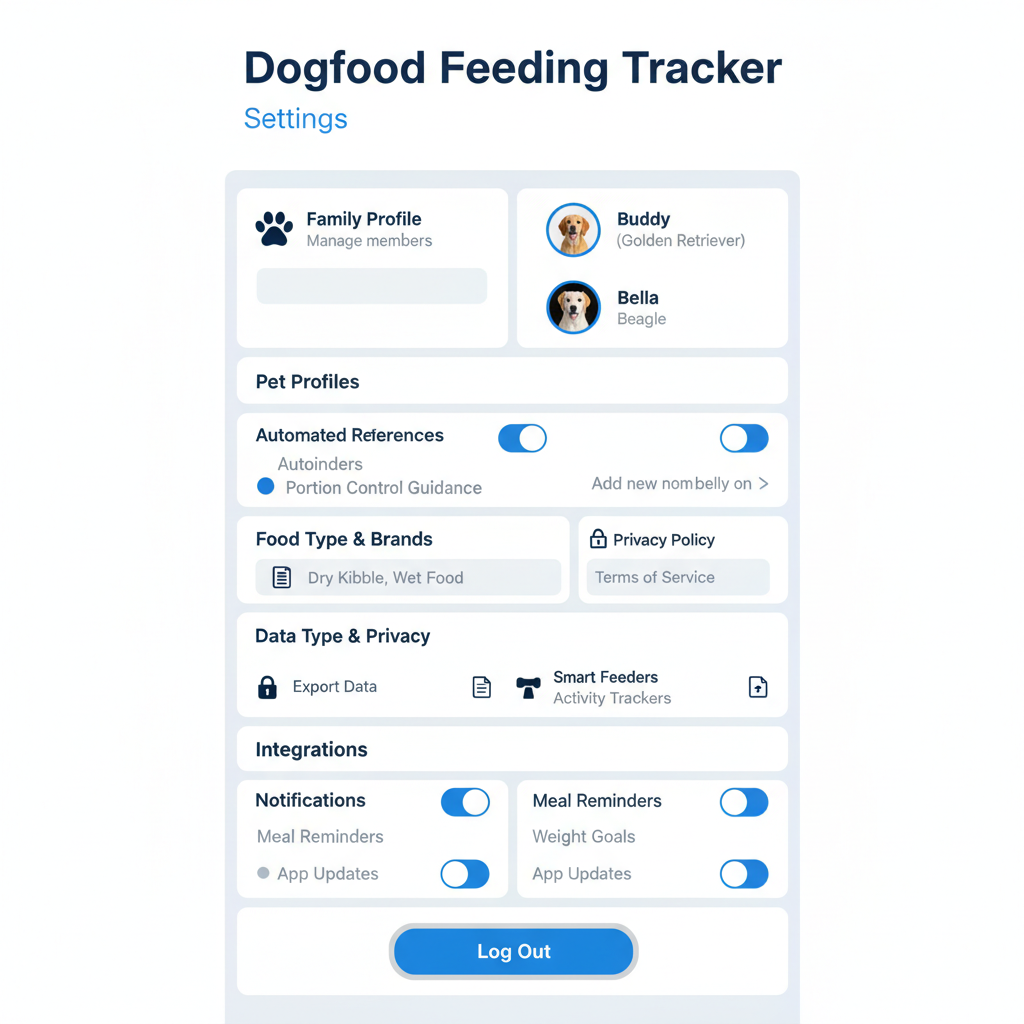 Dogfood Feeding Tracker
Settings
Family Profile
Manage members
Buddy
(Golden Retriever)
Bella
Beagle
Pet Profiles
Automated References
Autoinders
Portion Control Guidance
Add new nombelly on >
Food Type & Brands
Dry Kibble, Wet Food
Privacy Policy
Terms of Service
Data Type & Privacy
Export Data
Smart Feeders
Activity Trackers
Integrations
Notifications
Meal Reminders
App Updates
Meal Reminders
Weight Goals
App Updates
Log Out